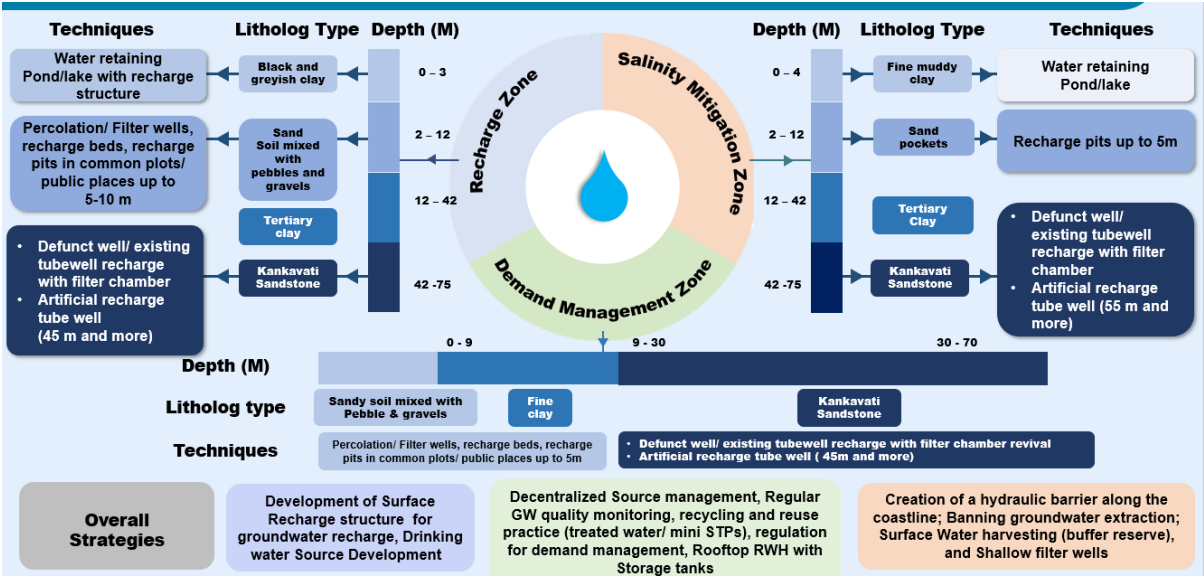 Techniques
Litholog Type
Depth (M)
Water retaining
Pond/lake with recharge
structure
Black and
greyish clay
0 – 3
Percolation/ Filter wells,
recharge beds, recharge
pits in common plots/
public places up to
5-10 m
Sand
Soil mixed
with
pebbles and
gravels
2 – 12
Tertiary
clay
12 – 42
• Defunct well/ existing
tubewell recharge
with filter chamber
• Artificial recharge
tube well
(45 m and more)
Kankavati
Sandstone
42 -75
Recharge Zone
Salinity Mitigation Zone
Demand Management Zone
Depth (M)
Litholog Type
Techniques
0 – 4
Fine muddy
clay
Water retaining
Pond/lake
2 – 12
Sand
pockets
Recharge pits up to 5m
12 – 42
Tertiary
Clay
42 -75
Kankavati
Sandstone
• Defunct well/
existing tubewell
recharge with filter
chamber
• Artificial recharge
tube well (55 m and
more)
Depth (M)
0 - 9
9 - 30
30 - 70
Litholog type
Sandy soil mixed with
Pebble & gravels
Fine
clay
Kankavati
Sandstone
Techniques
Percolation/ Filter wells, recharge beds, recharge
pits in common plots/ public places up to 5m
• Defunct well/ existing tubewell recharge with filter chamber revival
• Artificial recharge tube well ( 45m and more)
Overall
Strategies
Development of Surface
Recharge structure for
groundwater recharge, Drinking
water Source Development
Decentralized Source management, Regular
GW quality monitoring, recycling and reuse
practice (treated water/ mini STPs), regulation
for demand management, Rooftop RWH with
Storage tanks
Creation of a hydraulic barrier along the
coastline; Banning groundwater extraction;
Surface Water harvesting (buffer reserve),
and Shallow filter wells